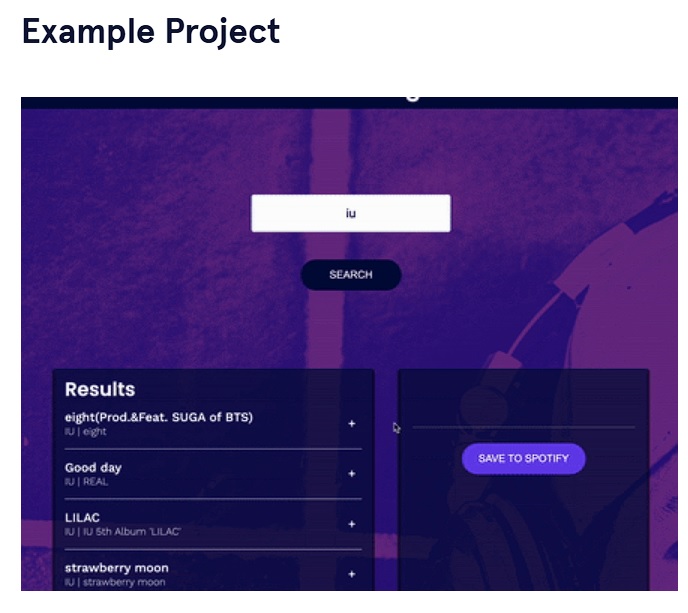 Example Project
iu
SEARCH
Results
eight(Prod.&Feat. SUGA of BTS)
IU | eight
+
Good day
IU | REAL
+
LILAC
IU | IU 5th Album 'LILAC'
+
strawberry moon
IU | strawberry moon
+
SAVE TO SPOTIFY